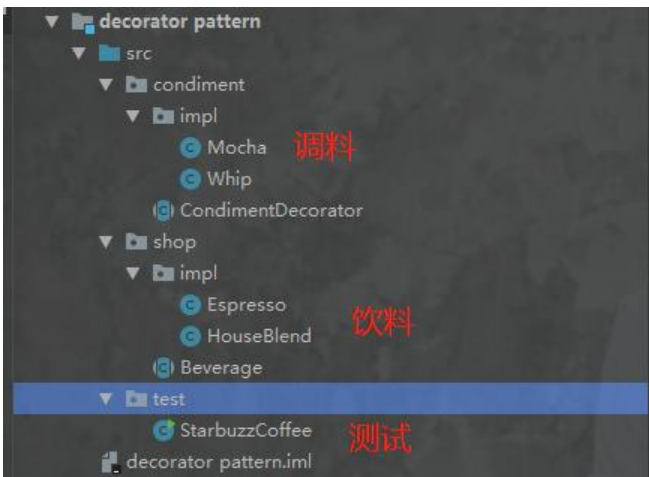 decorator pattern
src
condiment
impl
Mocha 调料
Whip
CondimentDecorator
shop
impl
Espresso
HouseBlend 饮料
Beverage
test
StarbuzzCoffee 测试
decorator pattern.iml